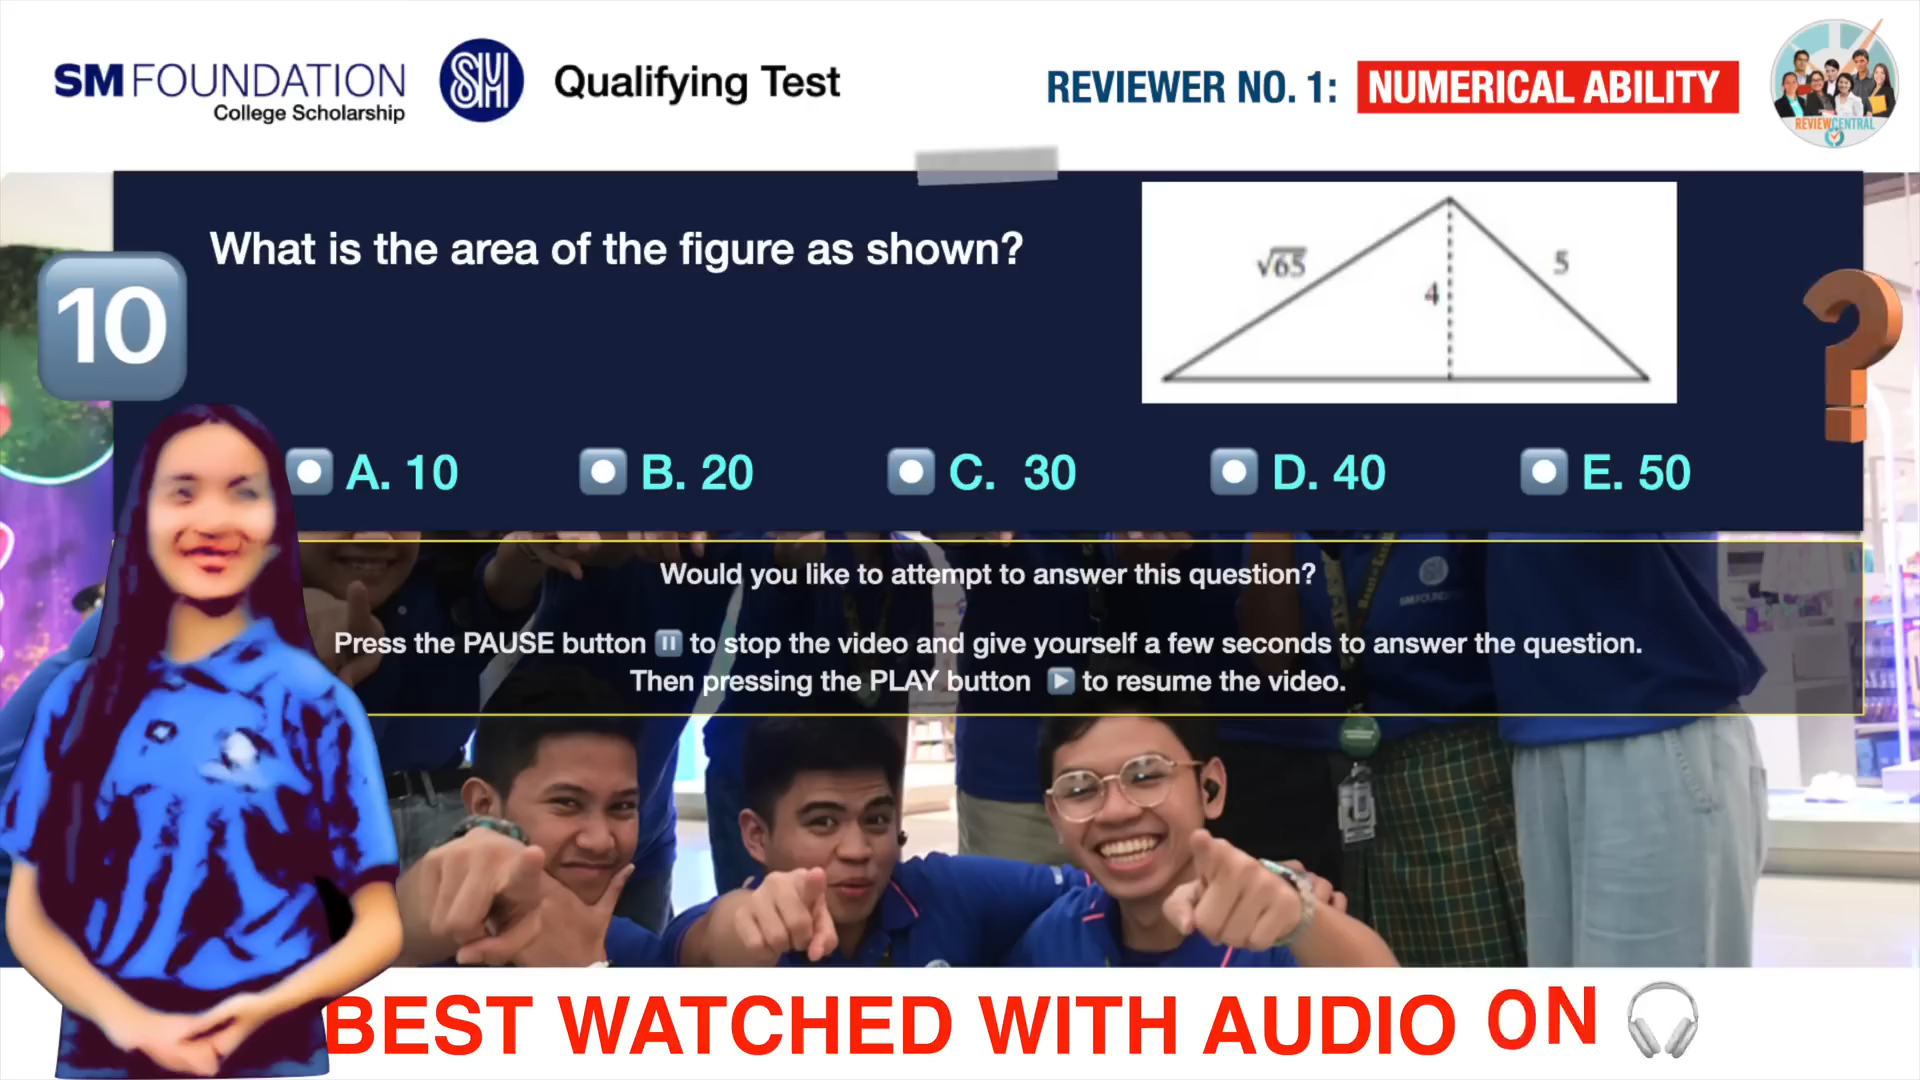 SM FOUNDATION
College Scholarship
SM
Qualifying Test
REVIEWER NO. 1: NUMERICAL ABILITY
REVIEWCENTRAL
10
What is the area of the figure as shown?
√65
4
5
A. 10
B. 20
C. 30
D. 40
E. 50
Would you like to attempt to answer this question?
Press the PAUSE button to stop the video and give yourself a few seconds to answer the question.
Then pressing the PLAY button to resume the video.
BEST WATCHED WITH AUDIO ON